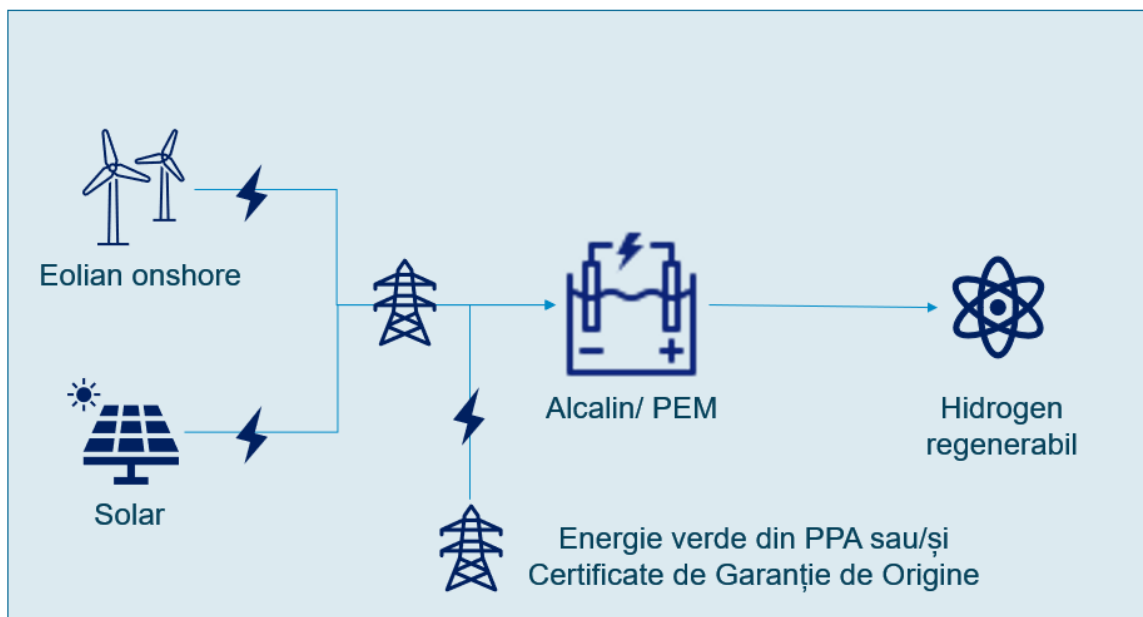 Eolian onshore
Solar
Alcalin/ PEM
Hidrogen
regenerabil
Energie verde din PPA sau/și
Certificate de Garanție de Origine